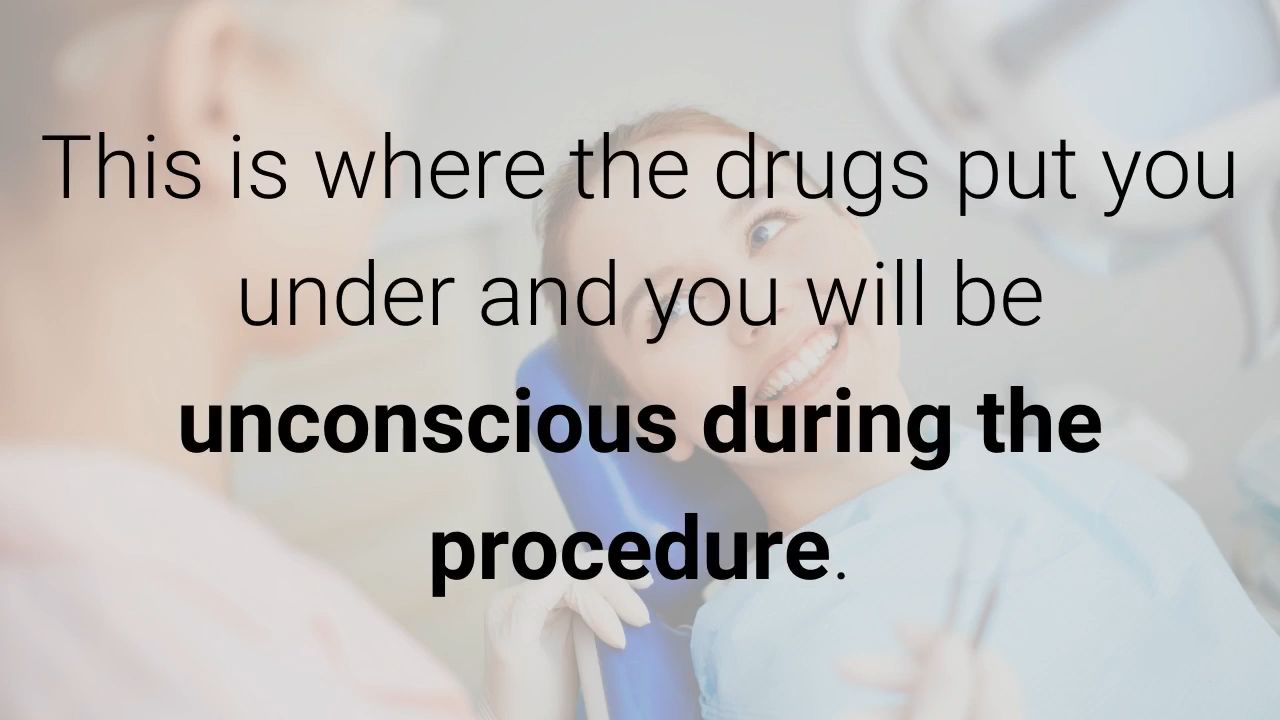 This is where the drugs put you
under and you will be
unconscious during the
procedure.